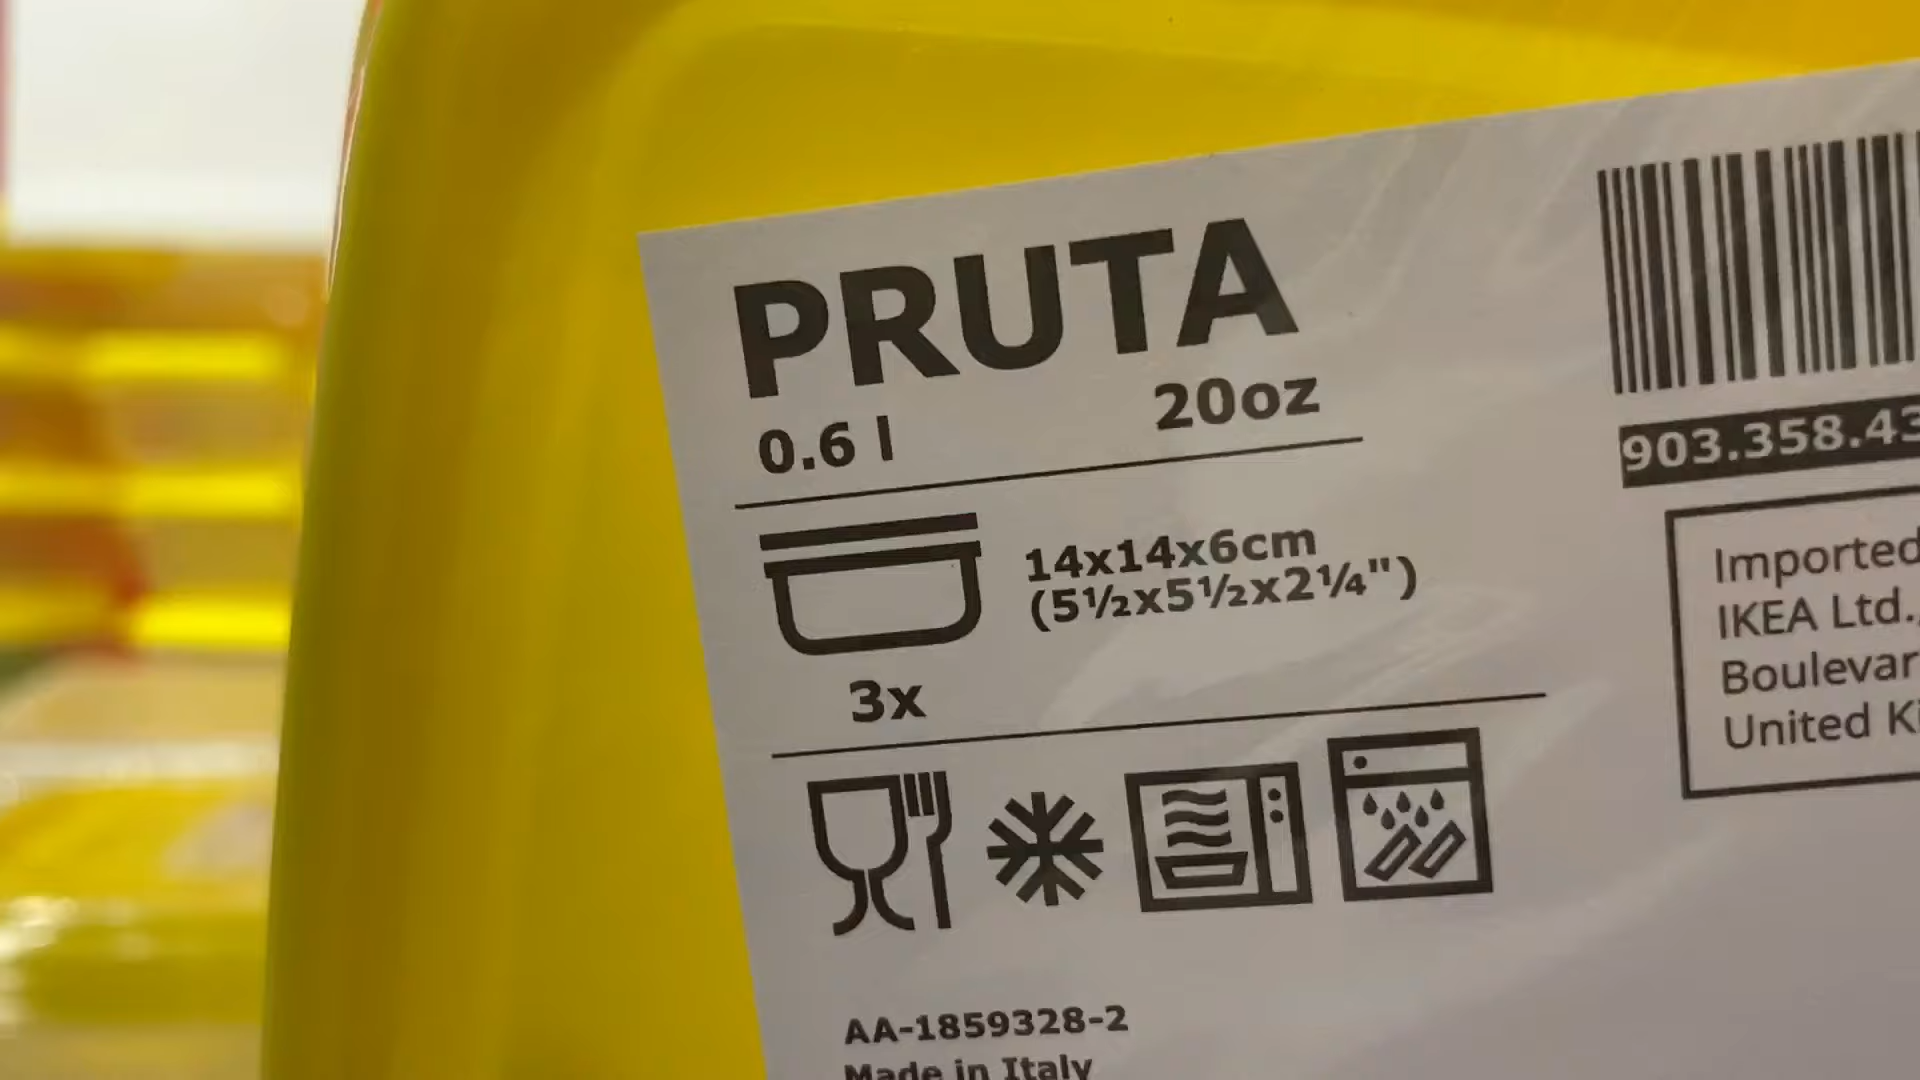 PRUTA
0.6 l 20oz
14x14x6cm
(5½x5½x2¼")
3x
AA-1859328-2
Made in Italy
903.358.43
Imported
IKEA Ltd.,
Boulevar
United Ki